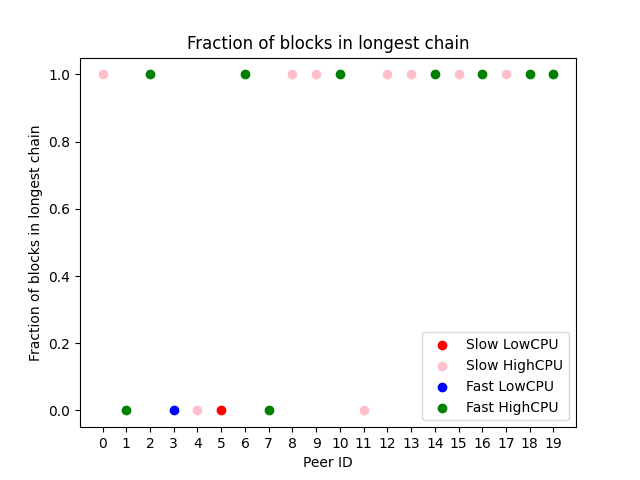 Fraction of blocks in longest chain
Fraction of blocks in longest chain
1.0
0.8
0.6
0.4
0.2
0.0
Slow LowCPU
Slow HighCPU
Fast LowCPU
Fast HighCPU
0 1 2 3 4 5 6 7 8 9 10 11 12 13 14 15 16 17 18 19
Peer ID